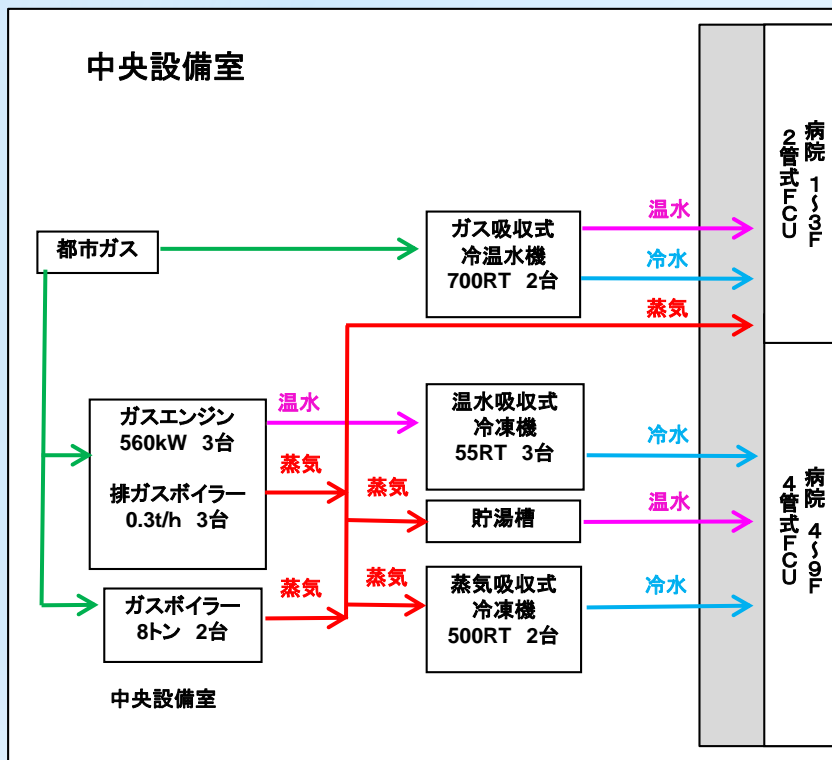 中央設備室
都市ガス
ガス吸収式
冷温水機
700RT 2台
温水
冷水
蒸気
病院 1~3F
2管式FCU
ガスエンジン
560kW 3台
排ガスボイラー
0.3t/h 3台
温水
蒸気
温水吸収式
冷凍機
55RT 3台
冷水
蒸気
貯湯槽
温水
病院 4~9F
4管式FCU
ガスボイラー
8トン 2台
蒸気
蒸気
蒸気吸収式
冷凍機
500RT 2台
冷水
中央設備室